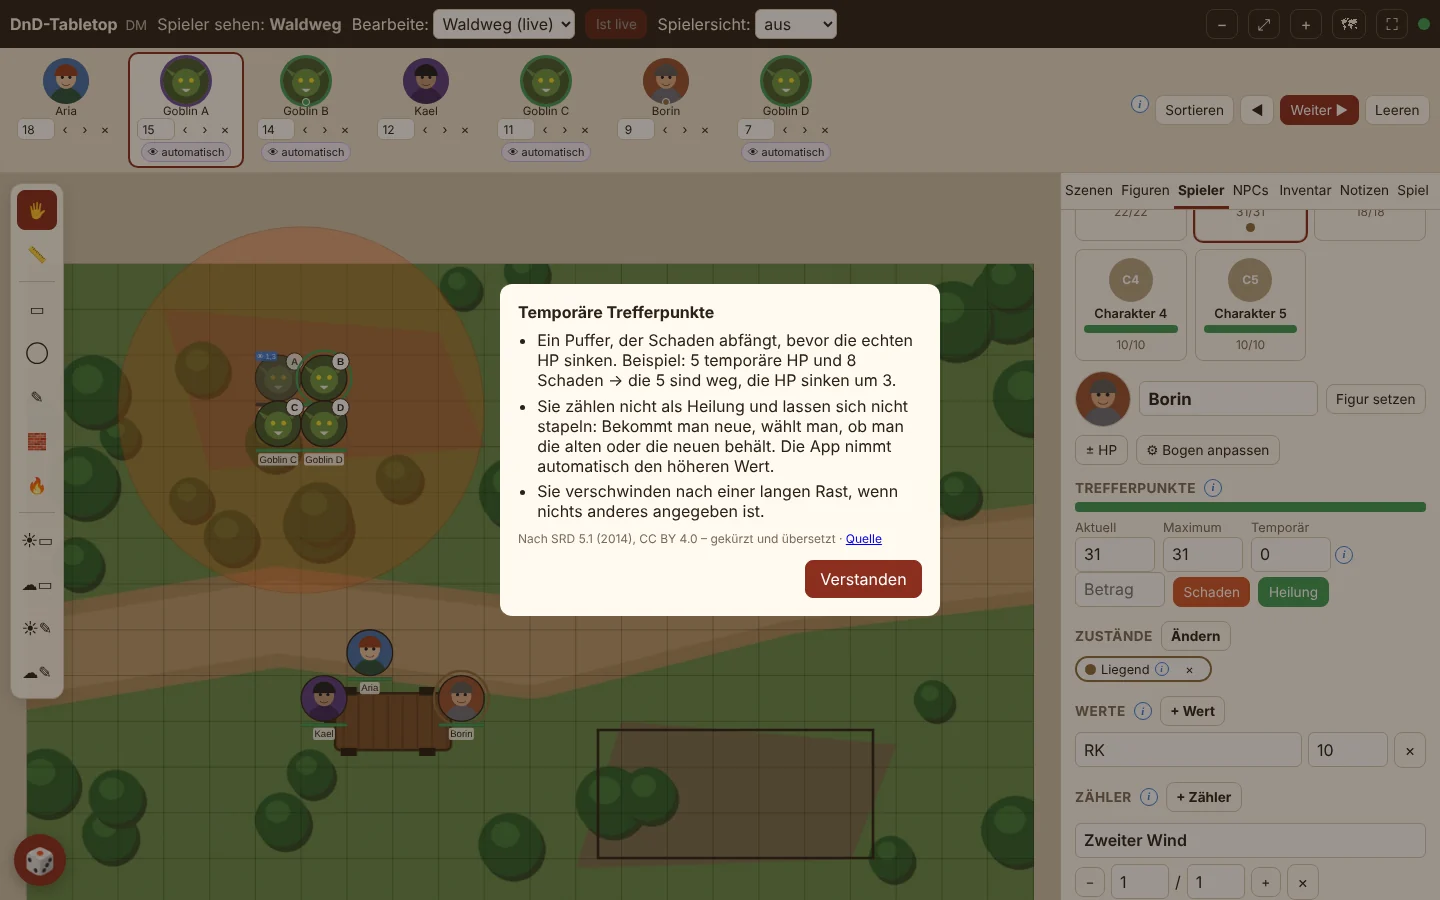 DnD-Tabletop DM Spieler sehen: Waldweg Bearbeite: Waldweg (live) Ist live Spielersicht: aus
Aria Goblin A Goblin B Kael Goblin C Borin Goblin D
18 15 14 12 11 9 7
automatisch automatisch automatisch automatisch
Sortieren Weiter Leeren
Szenen Figuren Spieler NPCs Inventar Notizen Spiel
22/22 31/31 18/18
C4 C5
Charakter 4 Charakter 5
10/10 10/10
Borin Figur setzen
± HP Bogen anpassen
TREFFERPUNKTE i
Aktuell Maximum Temporär
31 31 0 i
Betrag Schaden Heilung
ZUSTÄNDE Ändern
Liegend i ×
WERTE i + Wert
RK 10 ×
ZÄHLER i + Zähler
Zweiter Wind
− 1 / 1 + ×
A B
C D
Goblin C Goblin D
Aria
Kael Borin
Temporäre Trefferpunkte
• Ein Puffer, der Schaden abfängt, bevor die echten
HP sinken. Beispiel: 5 temporäre HP und 8
Schaden → die 5 sind weg, die HP sinken um 3.
• Sie zählen nicht als Heilung und lassen sich nicht
stapeln: Bekommt man neue, wählt man, ob man
die alten oder die neuen behält. Die App nimmt
automatisch den höheren Wert.
• Sie verschwinden nach einer langen Rast, wenn
nichts anderes angegeben ist.
Nach SRD 5.1 (2014), CC BY 4.0 – gekürzt und übersetzt · Quelle
Verstanden